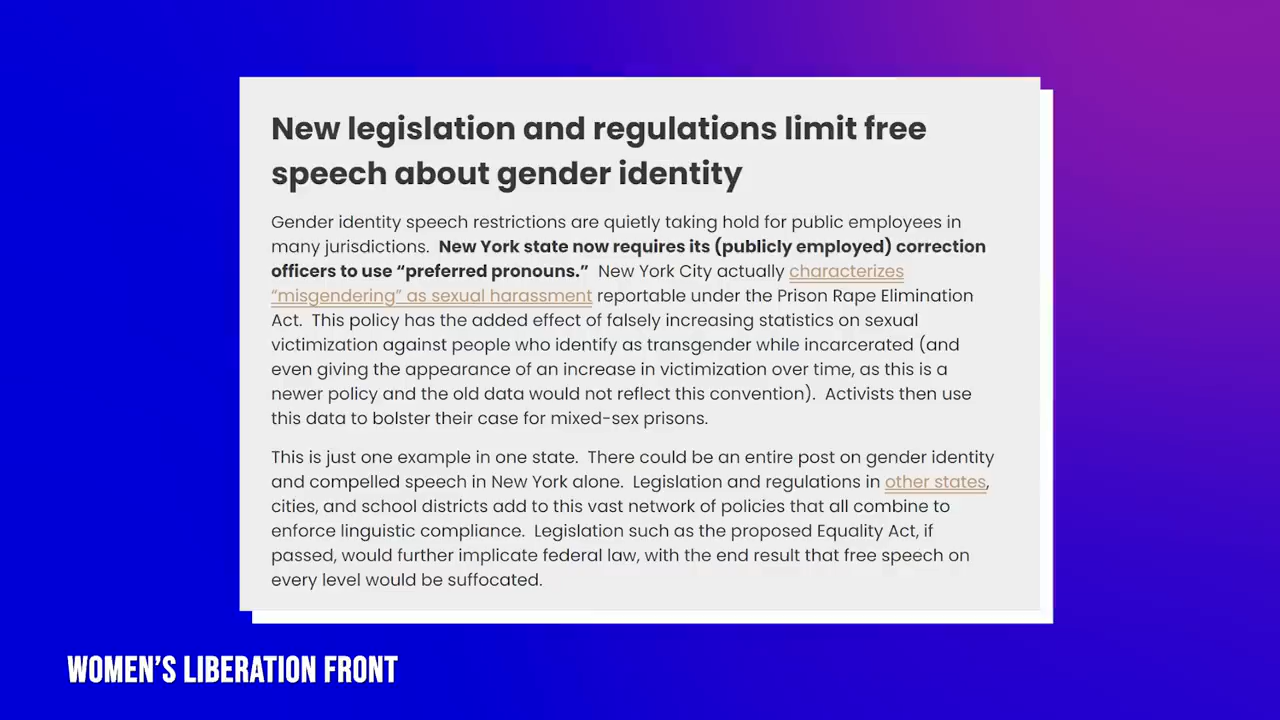 New legislation and regulations limit free
speech about gender identity
Gender identity speech restrictions are quietly taking hold for public employees in
many jurisdictions.  New York state now requires its (publicly employed) correction
officers to use “preferred pronouns.”  New York City actually characterizes
“misgendering” as sexual harassment reportable under the Prison Rape Elimination
Act.  This policy has the added effect of falsely increasing statistics on sexual
victimization against people who identify as transgender while incarcerated (and
even giving the appearance of an increase in victimization over time, as this is a
newer policy and the old data would not reflect this convention).  Activists then use
this data to bolster their case for mixed-sex prisons.
This is just one example in one state.  There could be an entire post on gender identity
and compelled speech in New York alone.  Legislation and regulations in other states,
cities, and school districts add to this vast network of policies that all combine to
enforce linguistic compliance.  Legislation such as the proposed Equality Act, if
passed, would further implicate federal law, with the end result that free speech on
every level would be suffocated.
WOMEN’S LIBERATION FRONT